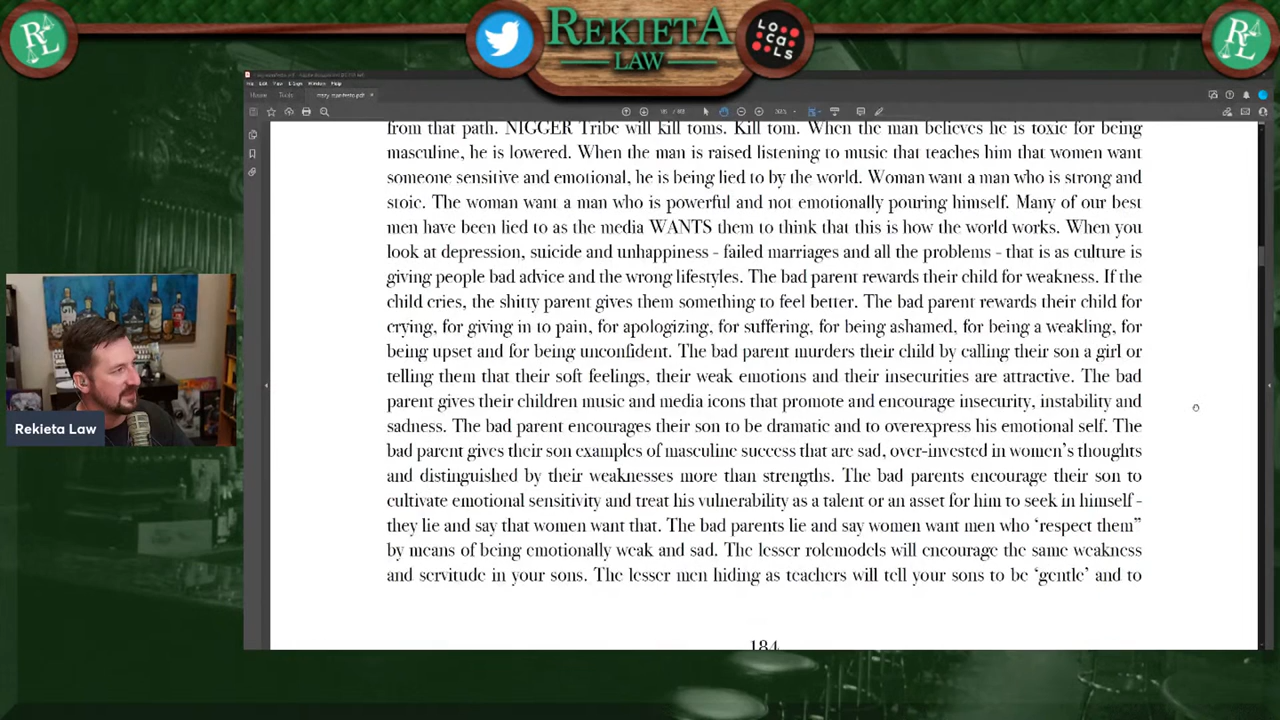 REKIETA
LAW
LOCALS
RL
RL
from that path. NIGGER Tribe will kill toms. Kill tom. When the man believes he is toxic for being
masculine, he is lowered. When the man is raised listening to music that teaches him that women want
someone sensitive and emotional, he is being lied to by the world. Woman want a man who is strong and
stoic. The woman want a man who is powerful and not emotionally pouring himself. Many of our best
men have been lied to as the media WANTS them to think that this is how the world works. When you
look at depression, suicide and unhappiness - failed marriages and all the problems - that is as culture is
giving people bad advice and the wrong lifestyles. The bad parent rewards their child for weakness. If the
child cries, the shitty parent gives them something to feel better. The bad parent rewards their child for
crying, for giving in to pain, for apologizing, for suffering, for being ashamed, for being a weakling, for
being upset and for being unconfident. The bad parent murders their child by calling their son a girl or
telling them that their soft feelings, their weak emotions and their insecurities are attractive. The bad
parent gives their children music and media icons that promote and encourage insecurity, instability and
sadness. The bad parent encourages their son to be dramatic and to overexpress his emotional self. The
bad parent gives their son examples of masculine success that are sad, over-invested in women's thoughts
and distinguished by their weaknesses more than strengths. The bad parents encourage their son to
cultivate emotional sensitivity and treat his vulnerability as a talent or an asset for him to seek in himself -
they lie and say that women want that. The bad parents lie and say women want men who 'respect them"
by means of being emotionally weak and sad. The lesser rolemodels will encourage the same weakness
and servitude in your sons. The lesser men hiding as teachers will tell your sons to be 'gentle' and to
184
Rekieta Law